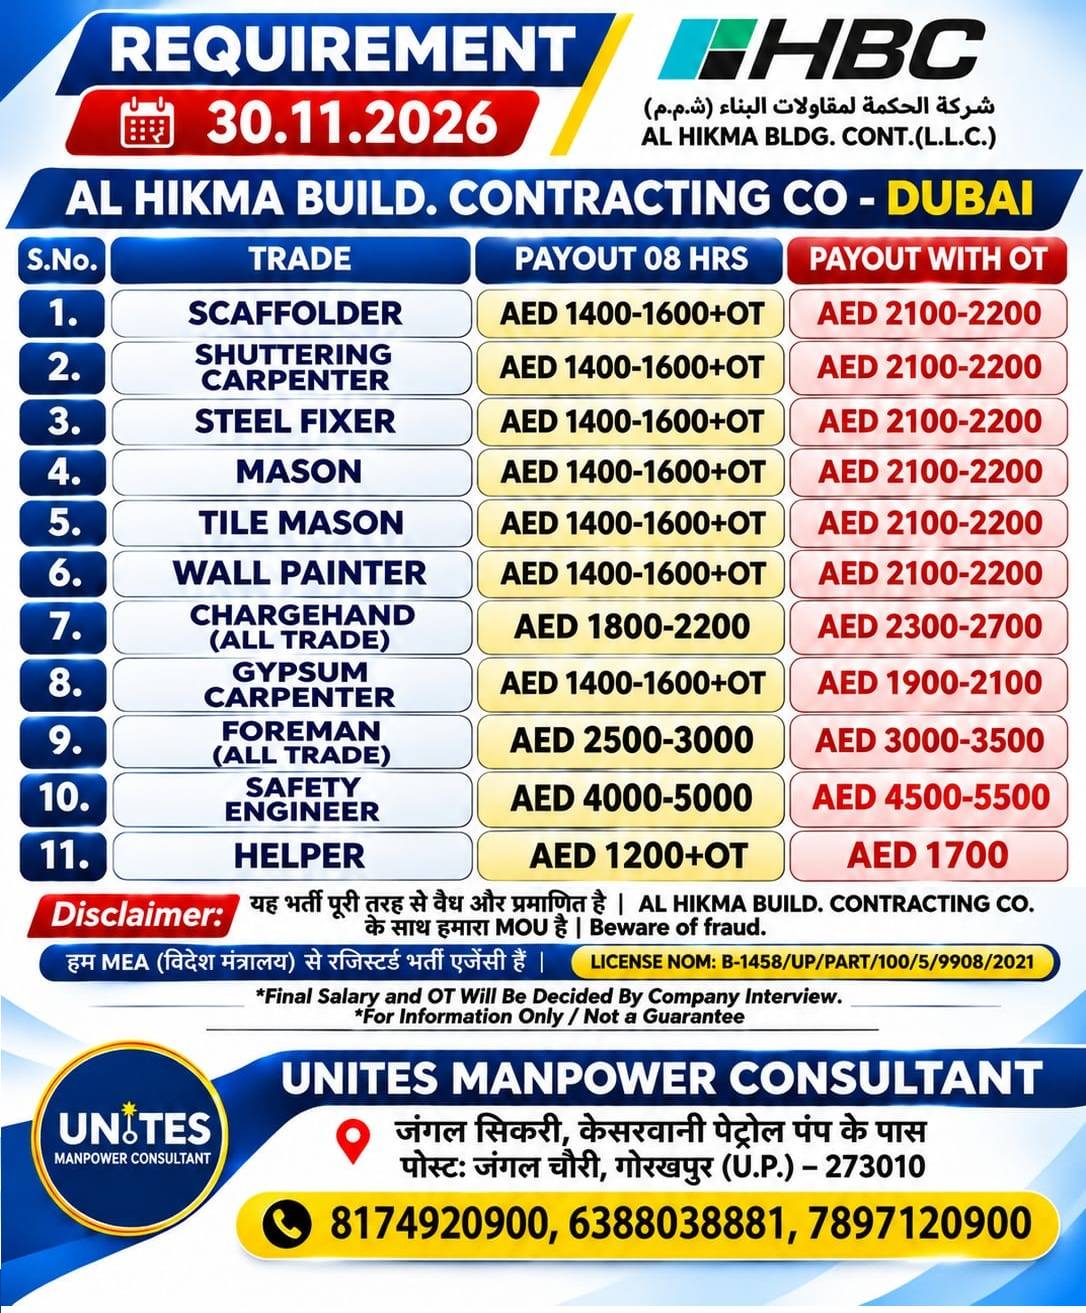 REQUIREMENT
30.11.2026
HBC
شركة الحكمة لمقاولات البناء (ش.م.م)
AL HIKMA BLDG. CONT.(L.L.C.)
AL HIKMA BUILD. CONTRACTING CO - DUBAI
S.No. TRADE PAYOUT 08 HRS PAYOUT WITH OT
1. SCAFFOLDER AED 1400-1600+OT AED 2100-2200
2. SHUTTERING CARPENTER AED 1400-1600+OT AED 2100-2200
3. STEEL FIXER AED 1400-1600+OT AED 2100-2200
4. MASON AED 1400-1600+OT AED 2100-2200
5. TILE MASON AED 1400-1600+OT AED 2100-2200
6. WALL PAINTER AED 1400-1600+OT AED 2100-2200
7. CHARGEHAND (ALL TRADE) AED 1800-2200 AED 2300-2700
8. GYPSUM CARPENTER AED 1400-1600+OT AED 1900-2100
9. FOREMAN (ALL TRADE) AED 2500-3000 AED 3000-3500
10. SAFETY ENGINEER AED 4000-5000 AED 4500-5500
11. HELPER AED 1200+OT AED 1700
Disclaimer: यह भर्ती पूरी तरह से वैध और प्रमाणित है | AL HIKMA BUILD. CONTRACTING CO.
के साथ हमारा MOU है | Beware of fraud.
हम MEA (विदेश मंत्रालय) से रजिस्टर्ड भर्ती एजेंसी हैं | LICENSE NOM: B-1458/UP/PART/100/5/9908/2021
*Final Salary and OT Will Be Decided By Company Interview.
*For Information Only / Not a Guarantee
UNITES MANPOWER CONSULTANT
UNITES
MANPOWER CONSULTANT
जंगल सिकरी, केसरवानी पेट्रोल पंप के पास
पोस्ट: जंगल चौरी, गोरखपुर (U.P.) – 273010
8174920900, 6388038881, 7897120900